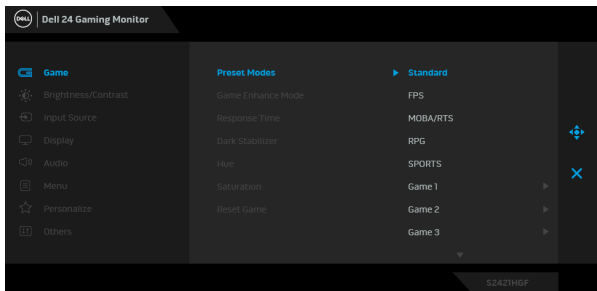 DELL Dell 24 Gaming Monitor
Game
Brightness/Contrast
Input Source
Display
Audio
Menu
Personalize
Others
Preset Modes
Game Enhance Mode
Response Time
Dark Stabilizer
Hue
Saturation
Reset Game
Standard
FPS
MOBA/RTS
RPG
SPORTS
Game 1
Game 2
Game 3
S2421HGF